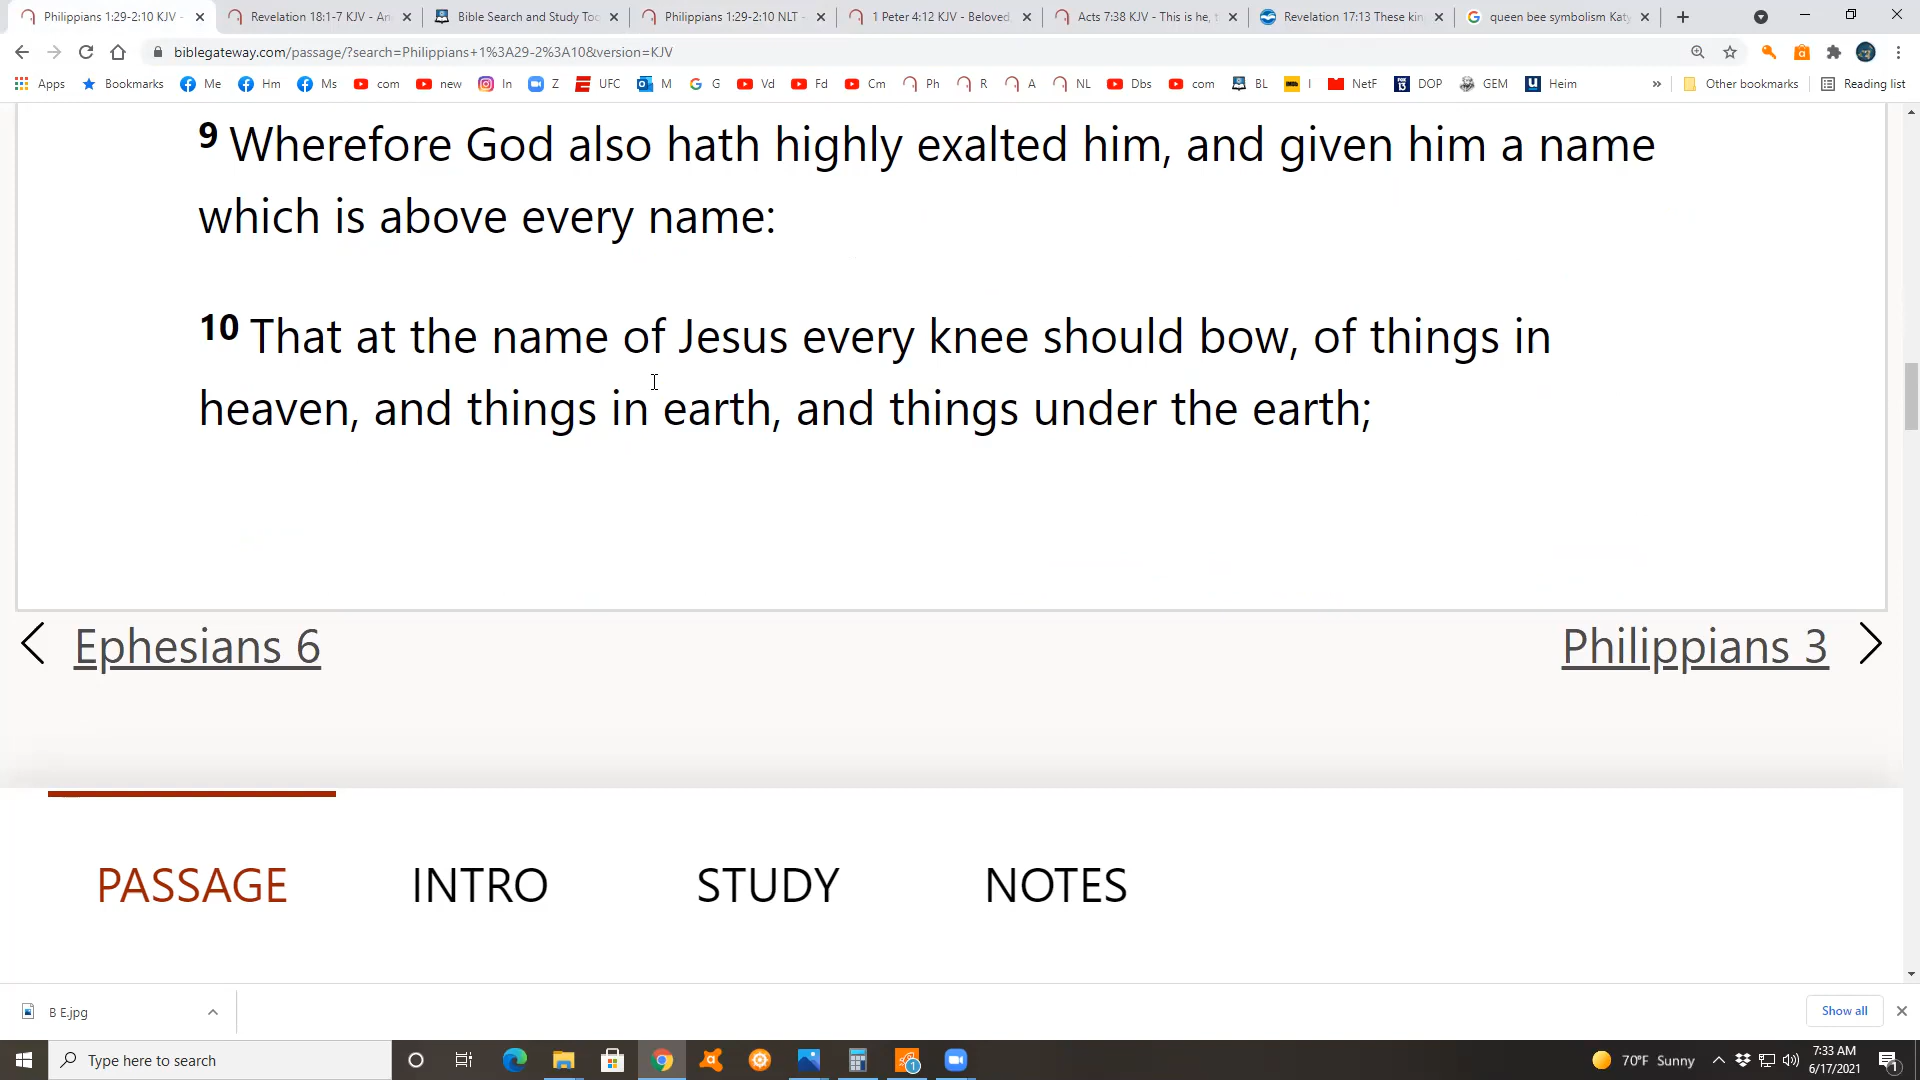 Philippians 1:29-2:10 KJV -
Revelation 18:1-7 KJV - An
Bible Search and Study Too
Philippians 1:29-2:10 NLT -
1 Peter 4:12 KJV - Beloved,
Acts 7:38 KJV - This is he, t
Revelation 17:13 These kin
queen bee symbolism Katy
biblegateway.com/passage/?search=Philippians+1%3A29-2%3A10&version=KJV
Apps Bookmarks Me Hm Ms com new In Z UFC M G Vd Fd Cm Ph R A NL Dbs com BL I NetF DOP GEM Heim » Other bookmarks Reading list
9 Wherefore God also hath highly exalted him, and given him a name
which is above every name:
10 That at the name of Jesus every knee should bow, of things in
heaven, and things in earth, and things under the earth;
Ephesians 6
Philippians 3
PASSAGE INTRO STUDY NOTES
B E.jpg
Show all
Type here to search
70°F Sunny
7:33 AM
6/17/2021